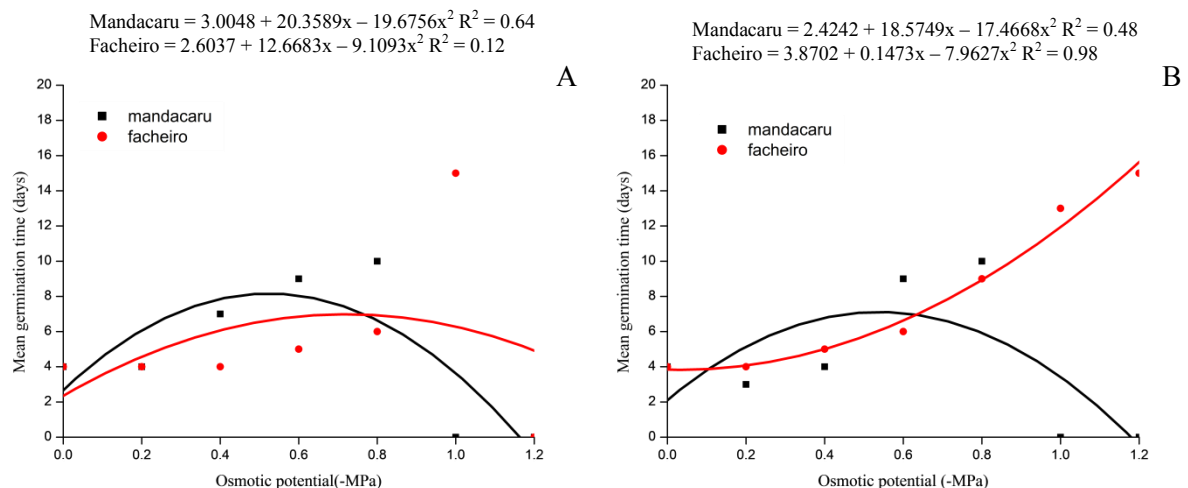 Mandacaru = 3.0048 + 20.3589x – 19.6756x² R² = 0.64
Facheiro = 2.6037 + 12.6683x – 9.1093x² R² = 0.12
A
mandacaru
facheiro
20
18
16
14
12
10
8
6
4
2
0
Mean germination time (days)
0.0 0.2 0.4 0.6 0.8 1.0 1.2
Osmotic potential(-MPa)
Mandacaru = 2.4242 + 18.5749x – 17.4668x² R² = 0.48
Facheiro = 3.8702 + 0.1473x – 7.9627x² R² = 0.98
B
mandacaru
facheiro
20
18
16
14
12
10
8
6
4
2
0
Mean germination time (days)
0.0 0.2 0.4 0.6 0.8 1.0 1.2
Osmotic potential (-MPa)